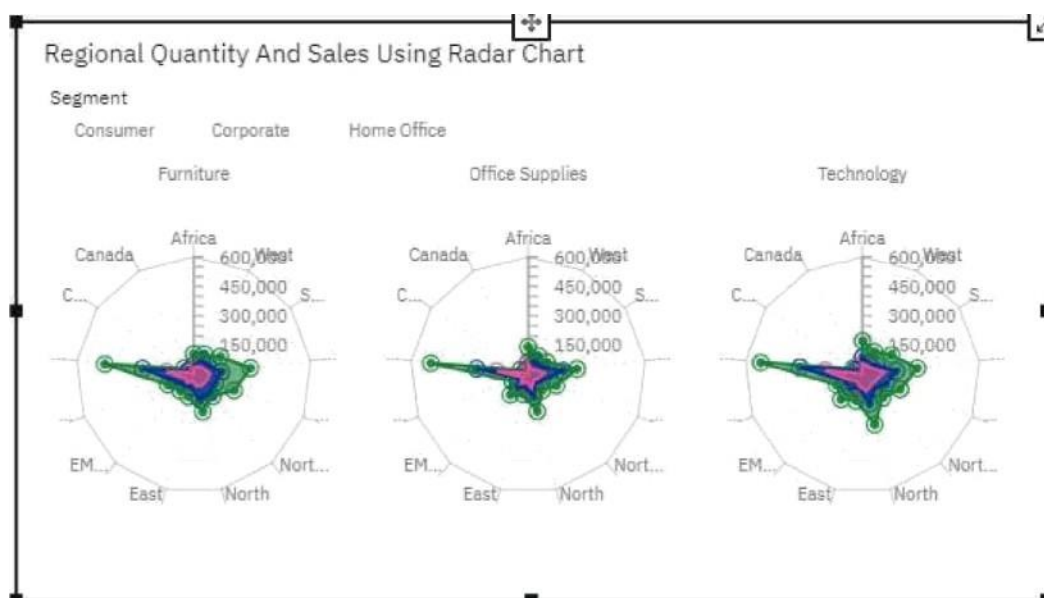 Regional Quantity And Sales Using Radar Chart
Segment
Consumer Corporate Home Office
Furniture Office Supplies Technology
Africa Africa Africa
Canada 600,000 West Canada 600,000 West Canada 600,000 West
450,000 450,000 450,000
C... S... C... S... C... S...
300,000 300,000 300,000
150,000 150,000 150,000
EM... Nort... EM... Nort... EM... Nort...
East North East North East North